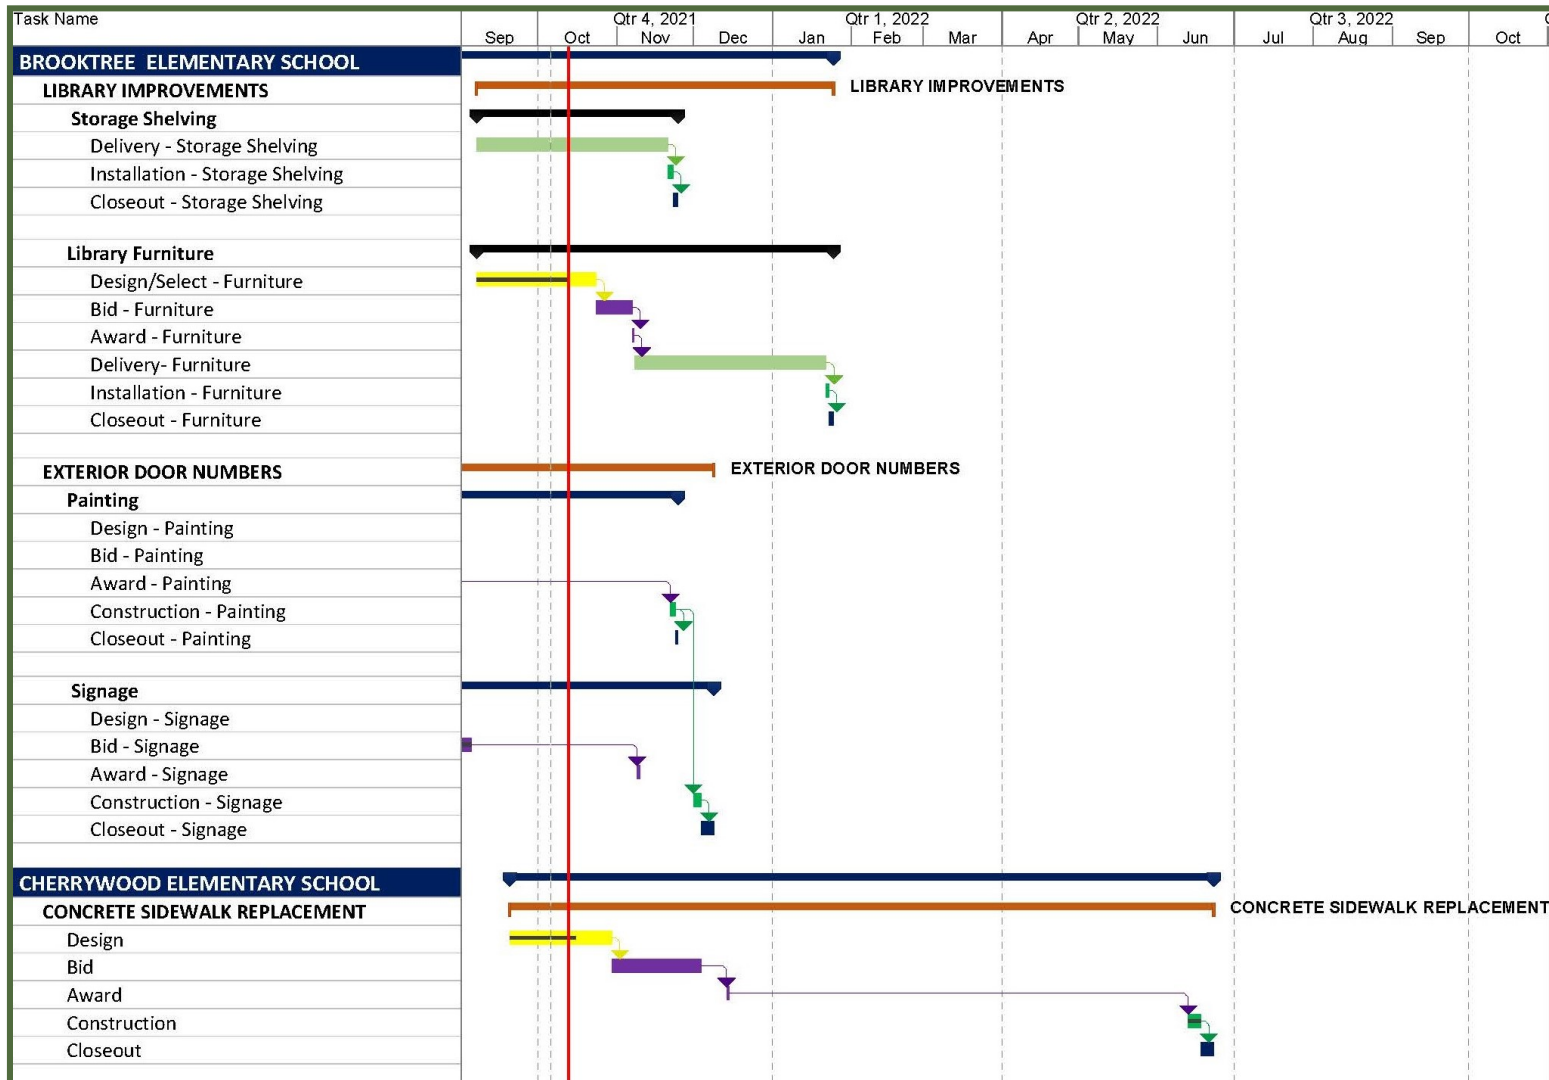 Task Name
Qtr 4, 2021 Qtr 1, 2022 Qtr 2, 2022 Qtr 3, 2022
Sep Oct Nov Dec Jan Feb Mar Apr May Jun Jul Aug Sep Oct
BROOKTREE ELEMENTARY SCHOOL
LIBRARY IMPROVEMENTS LIBRARY IMPROVEMENTS
Storage Shelving
Delivery - Storage Shelving
Installation - Storage Shelving
Closeout - Storage Shelving
Library Furniture
Design/Select - Furniture
Bid - Furniture
Award - Furniture
Delivery- Furniture
Installation - Furniture
Closeout - Furniture
EXTERIOR DOOR NUMBERS EXTERIOR DOOR NUMBERS
Painting
Design - Painting
Bid - Painting
Award - Painting
Construction - Painting
Closeout - Painting
Signage
Design - Signage
Bid - Signage
Award - Signage
Construction - Signage
Closeout - Signage
CHERRYWOOD ELEMENTARY SCHOOL
CONCRETE SIDEWALK REPLACEMENT CONCRETE SIDEWALK REPLACEMENT
Design
Bid
Award
Construction
Closeout